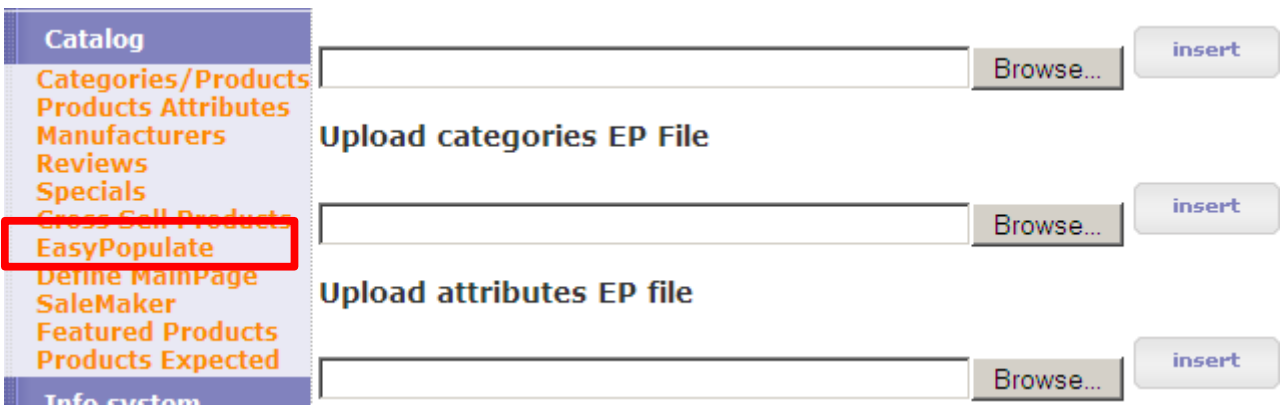 Catalog
Categories/Products
Products Attributes
Manufacturers
Reviews
Specials
Cross Sell Products
EasyPopulate
Define MainPage
SaleMaker
Featured Products
Products Expected
Info system
Browse...
insert
Upload categories EP File
Browse...
insert
Upload attributes EP file
Browse...
insert